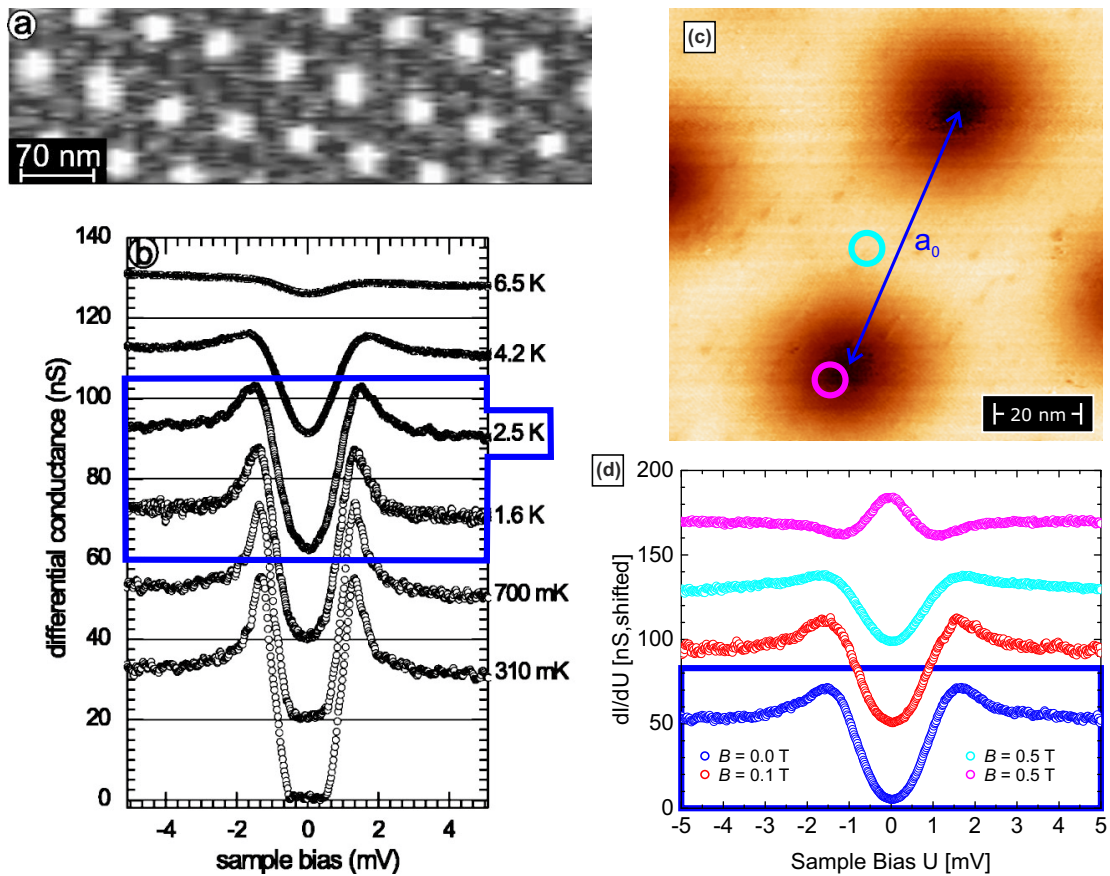 a
70 nm
(c)
a0
20 nm
b
differential conductance (nS)
140
120
100
80
60
40
20
0
6.5 K
4.2 K
2.5 K
1.6 K
700 mK
310 mK
-4 -2 0 2 4
sample bias (mV)
(d)
dI/dU [nS,shifted]
200
150
100
50
0
B = 0.0 T B = 0.5 T
B = 0.1 T B = 0.5 T
-5 -4 -3 -2 -1 0 1 2 3 4 5
Sample Bias U [mV]